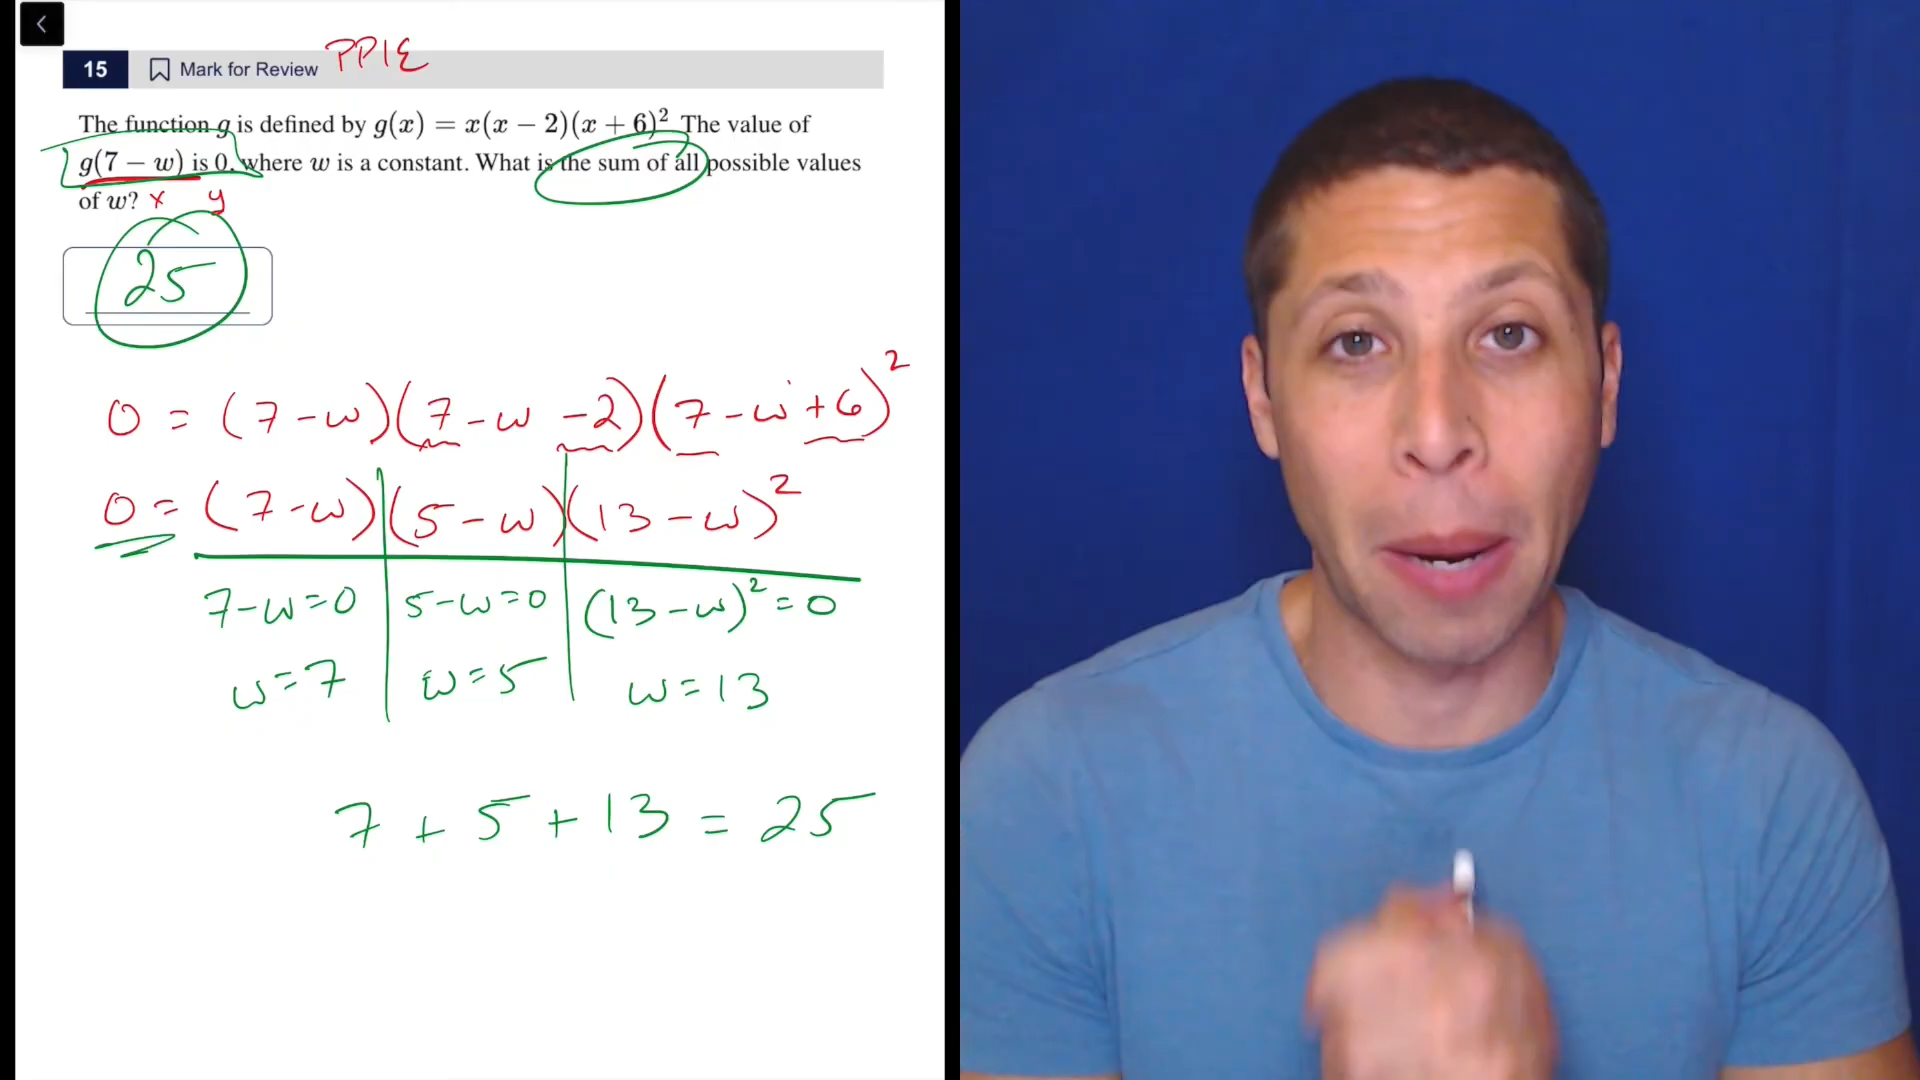 PPIE
15 Mark for Review
The function g is defined by g(x) = x(x − 2)(x + 6)² The value of
g(7 − w) is 0, where w is a constant. What is the sum of all possible values
of w? x y
25
0 = (7 - w)(7 - w - 2)(7 - w + 6)²
0 = (7 - w)(5 - w)(13 - w)²
7 - w = 0 5 - w = 0 (13 - w)² = 0
w = 7 w = 5 w = 13
7 + 5 + 13 = 25